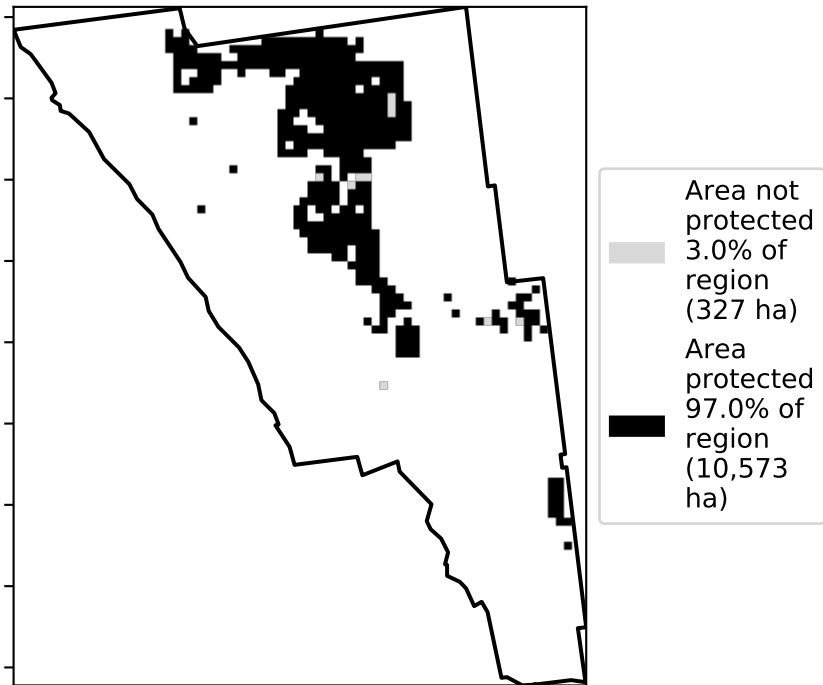 Area not
protected
3.0% of
region
(327 ha)
Area
protected
97.0% of
region
(10,573
ha)